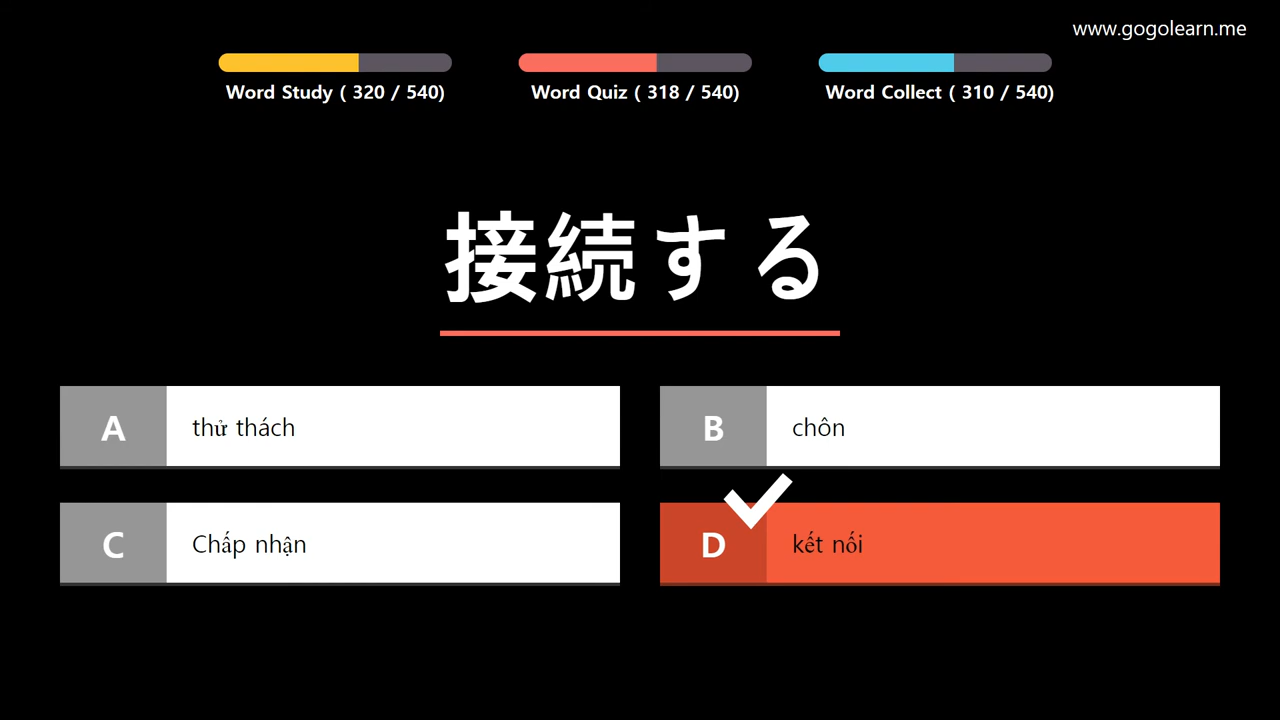 www.gogolearn.me
Word Study ( 320 / 540)
Word Quiz ( 318 / 540)
Word Collect ( 310 / 540)
接続する
A
thử thách
B
chôn
C
Chấp nhận
D
kết nối